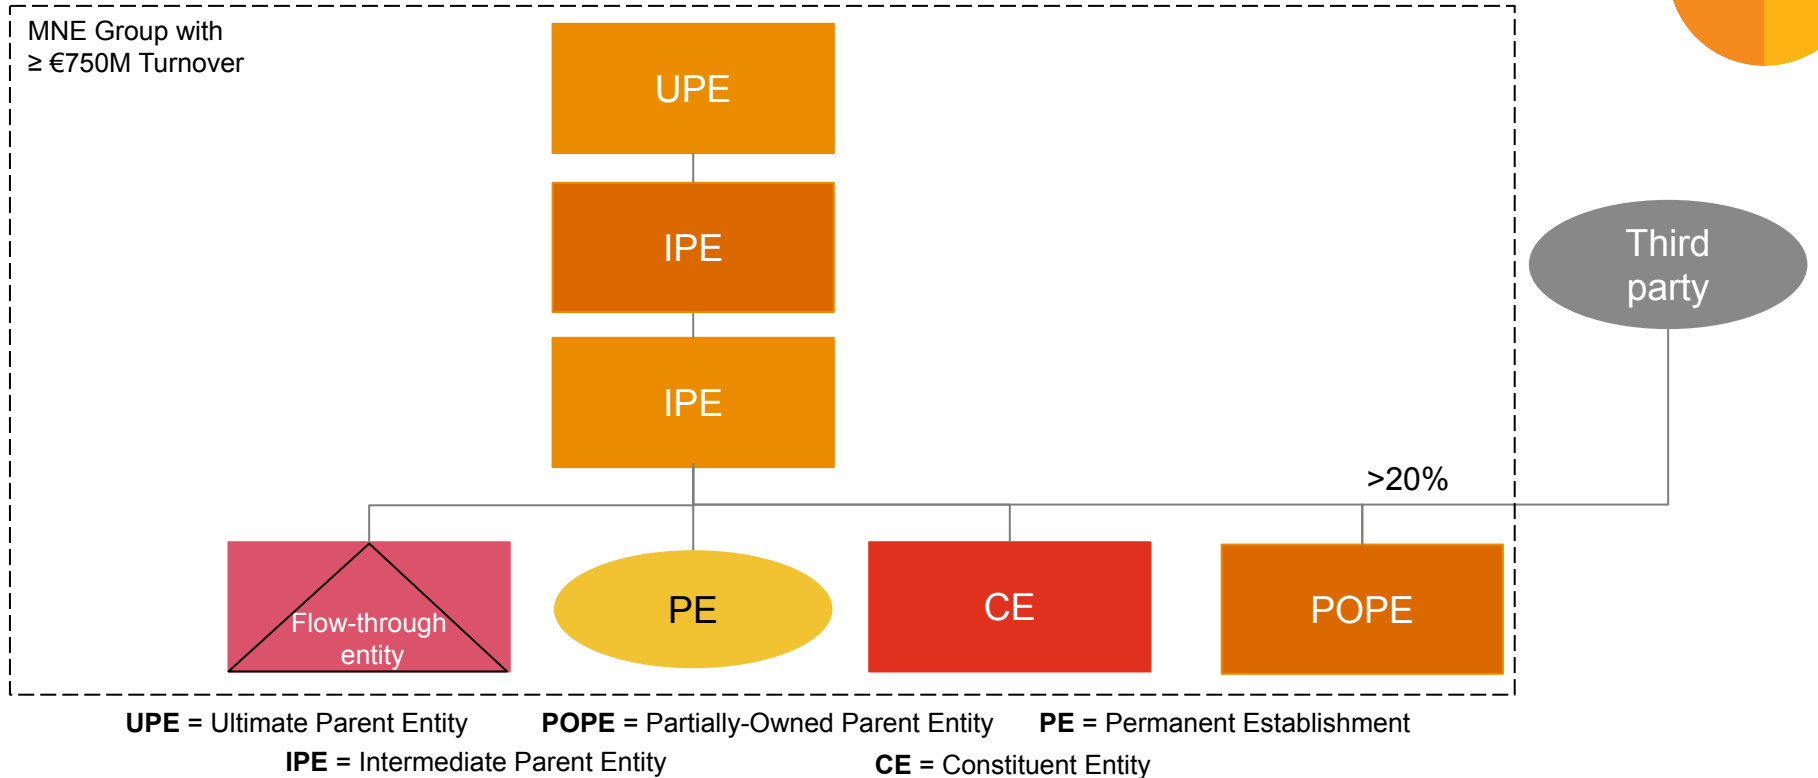 MNE Group with
≥ €750M Turnover
UPE
IPE
Third
party
IPE
>20%
Flow-through
entity
PE
CE
POPE
UPE = Ultimate Parent Entity
POPE = Partially-Owned Parent Entity
PE = Permanent Establishment
IPE = Intermediate Parent Entity
CE = Constituent Entity